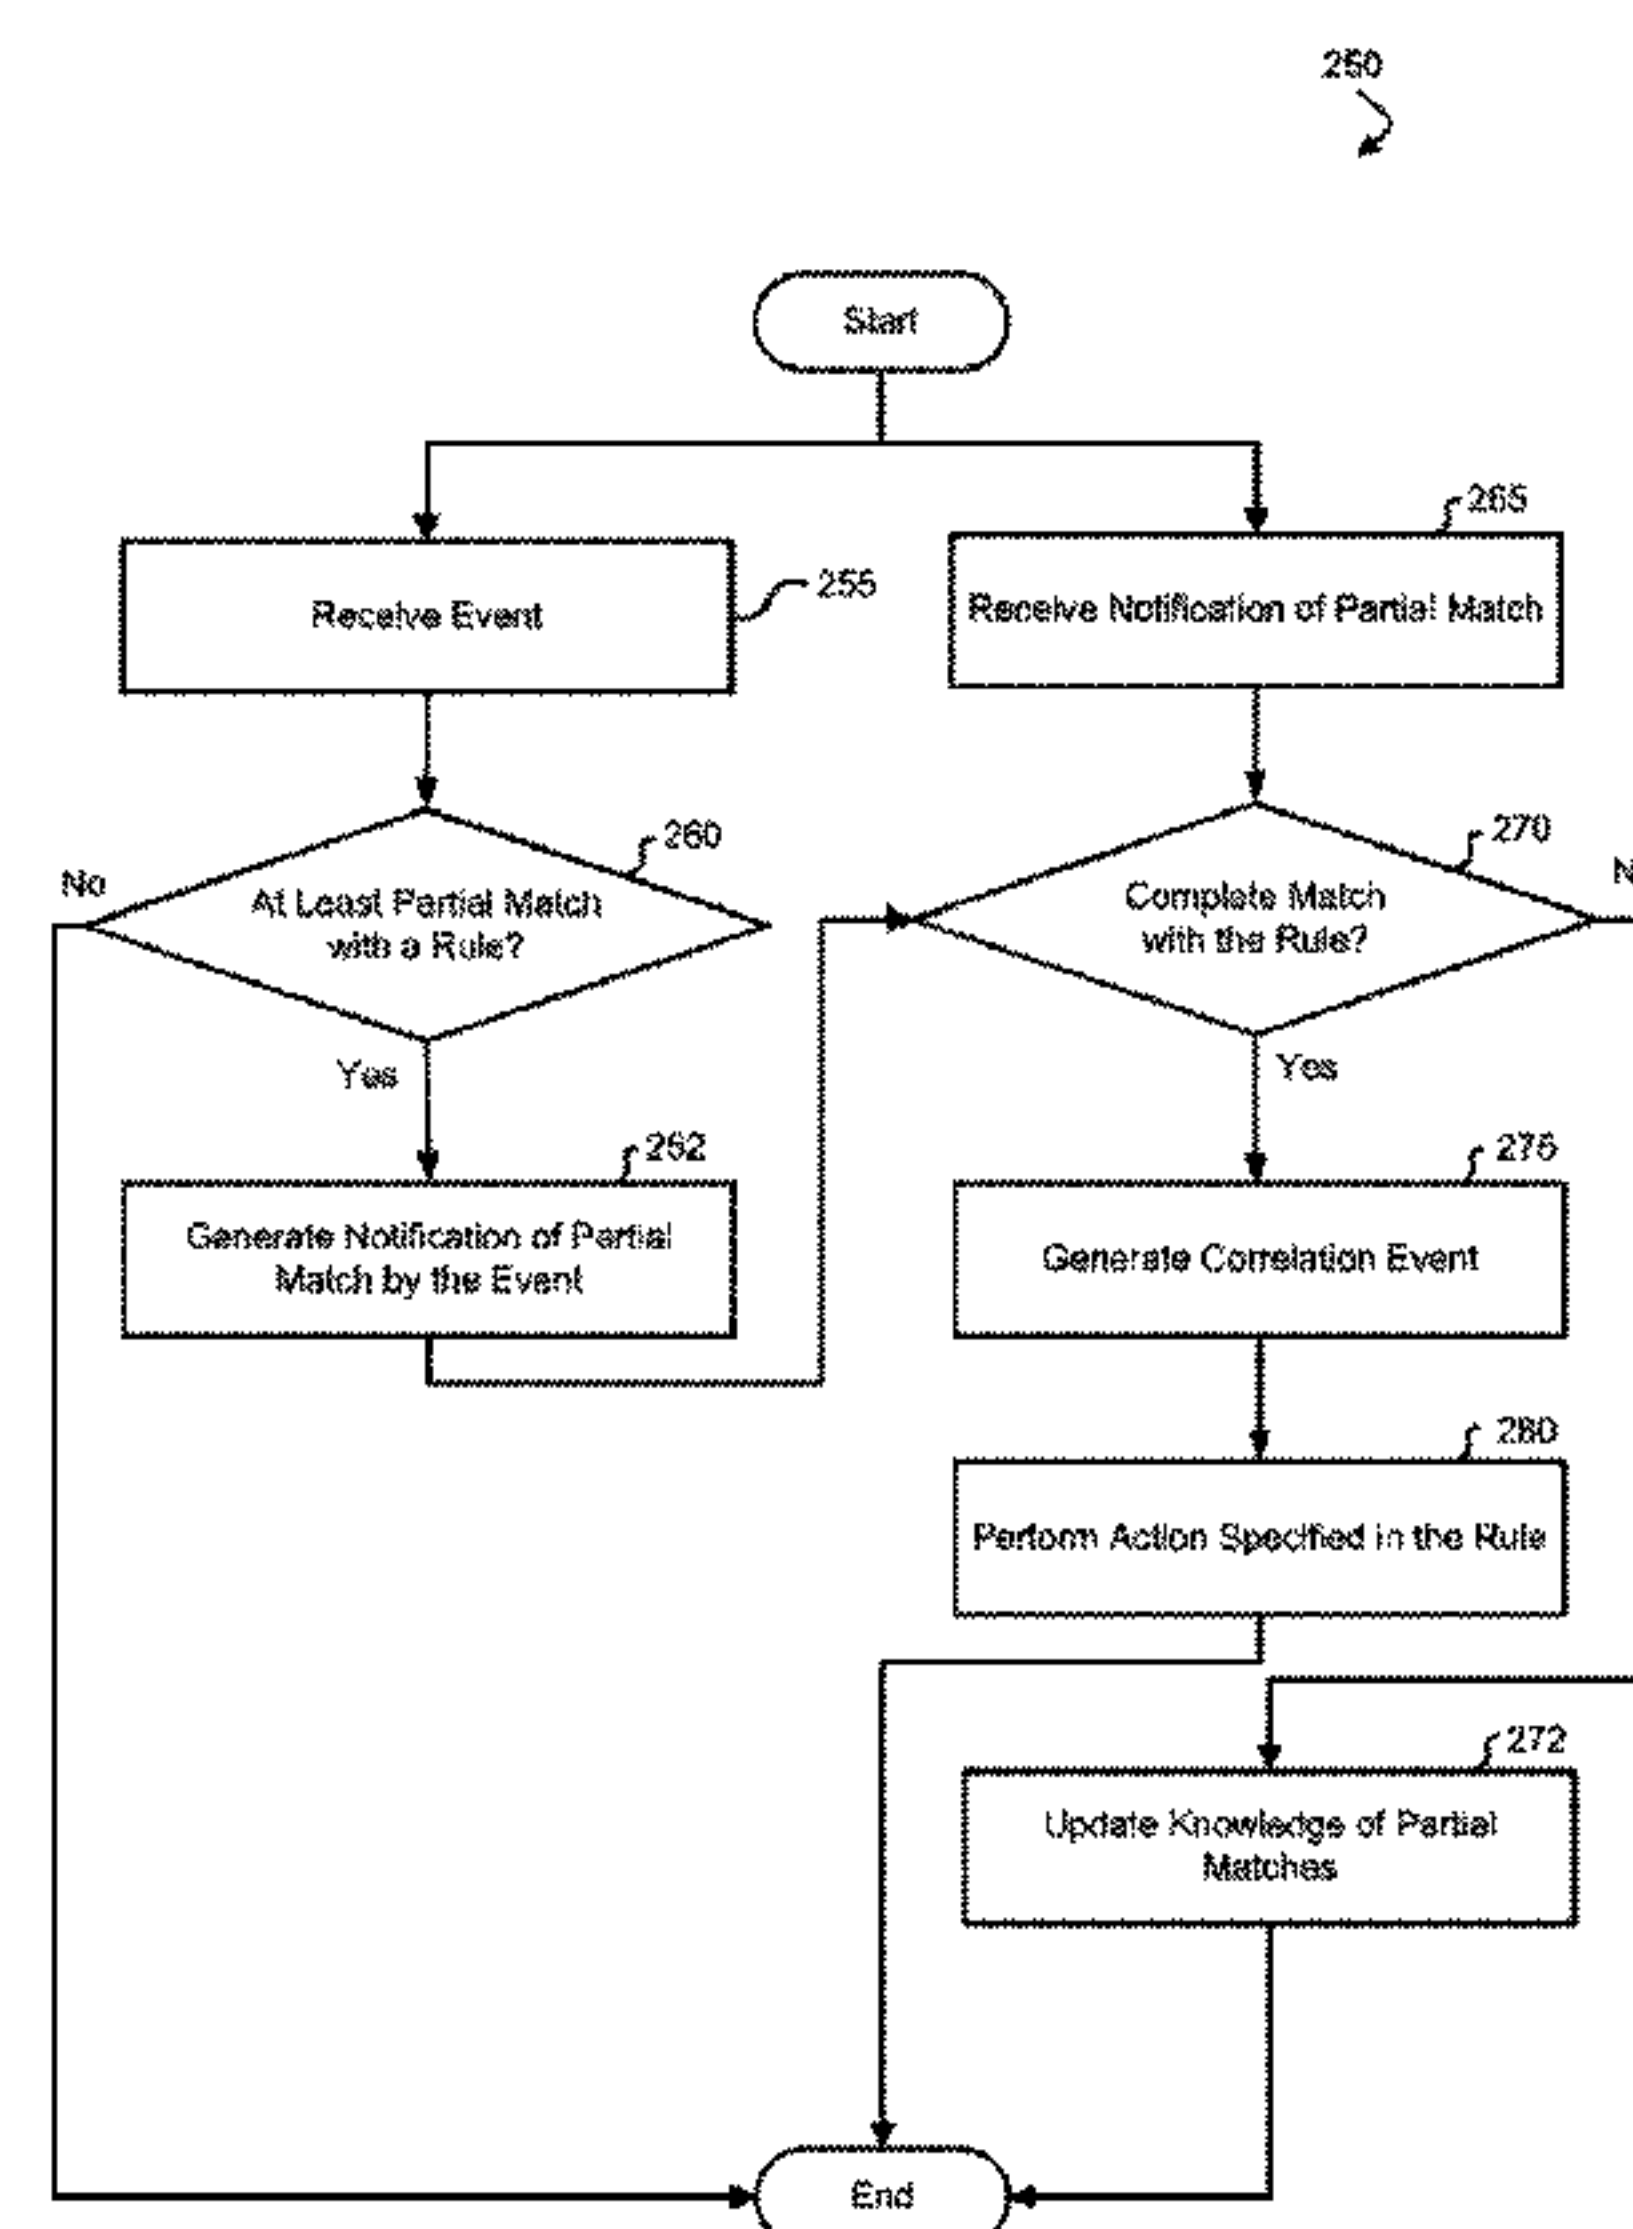 250
Start
265
255
Receive Event
Receive Notification of Partial Match
260
270
No
At Least Partial Match
with a Rule?
Complete Match
with the Rule?
Yes
Yes
262
Generate Notification of Partial
Match by the Event
Generate Correlation Event
280
Perform Action Specified in the Rule
272
Update Knowledge of Partial
Matches
End